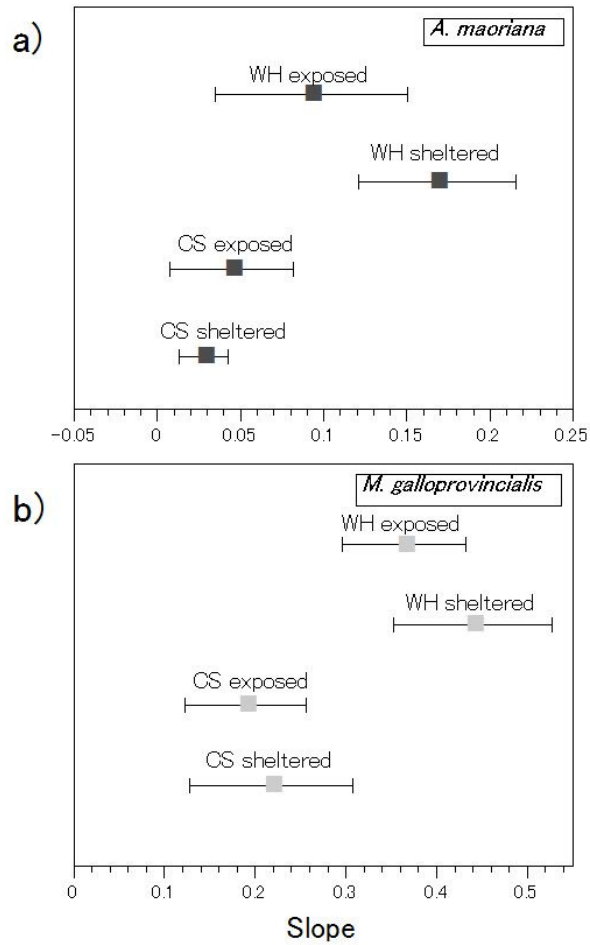 a)
A. maoriana
WH exposed
WH sheltered
CS exposed
CS sheltered
-0.05 0 0.05 0.1 0.15 0.2 0.25
b)
M. galloprovincialis
WH exposed
WH sheltered
CS exposed
CS sheltered
0 0.1 0.2 0.3 0.4 0.5
Slope